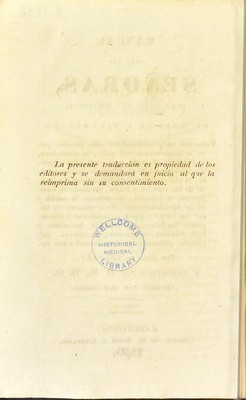 La presente traduccion es propiedad de los
editores y se demandará en juicio al que la
reimprima sin su consentimiento.
WELLCOME
HISTORICAL
MEDICAL
LIBRARY